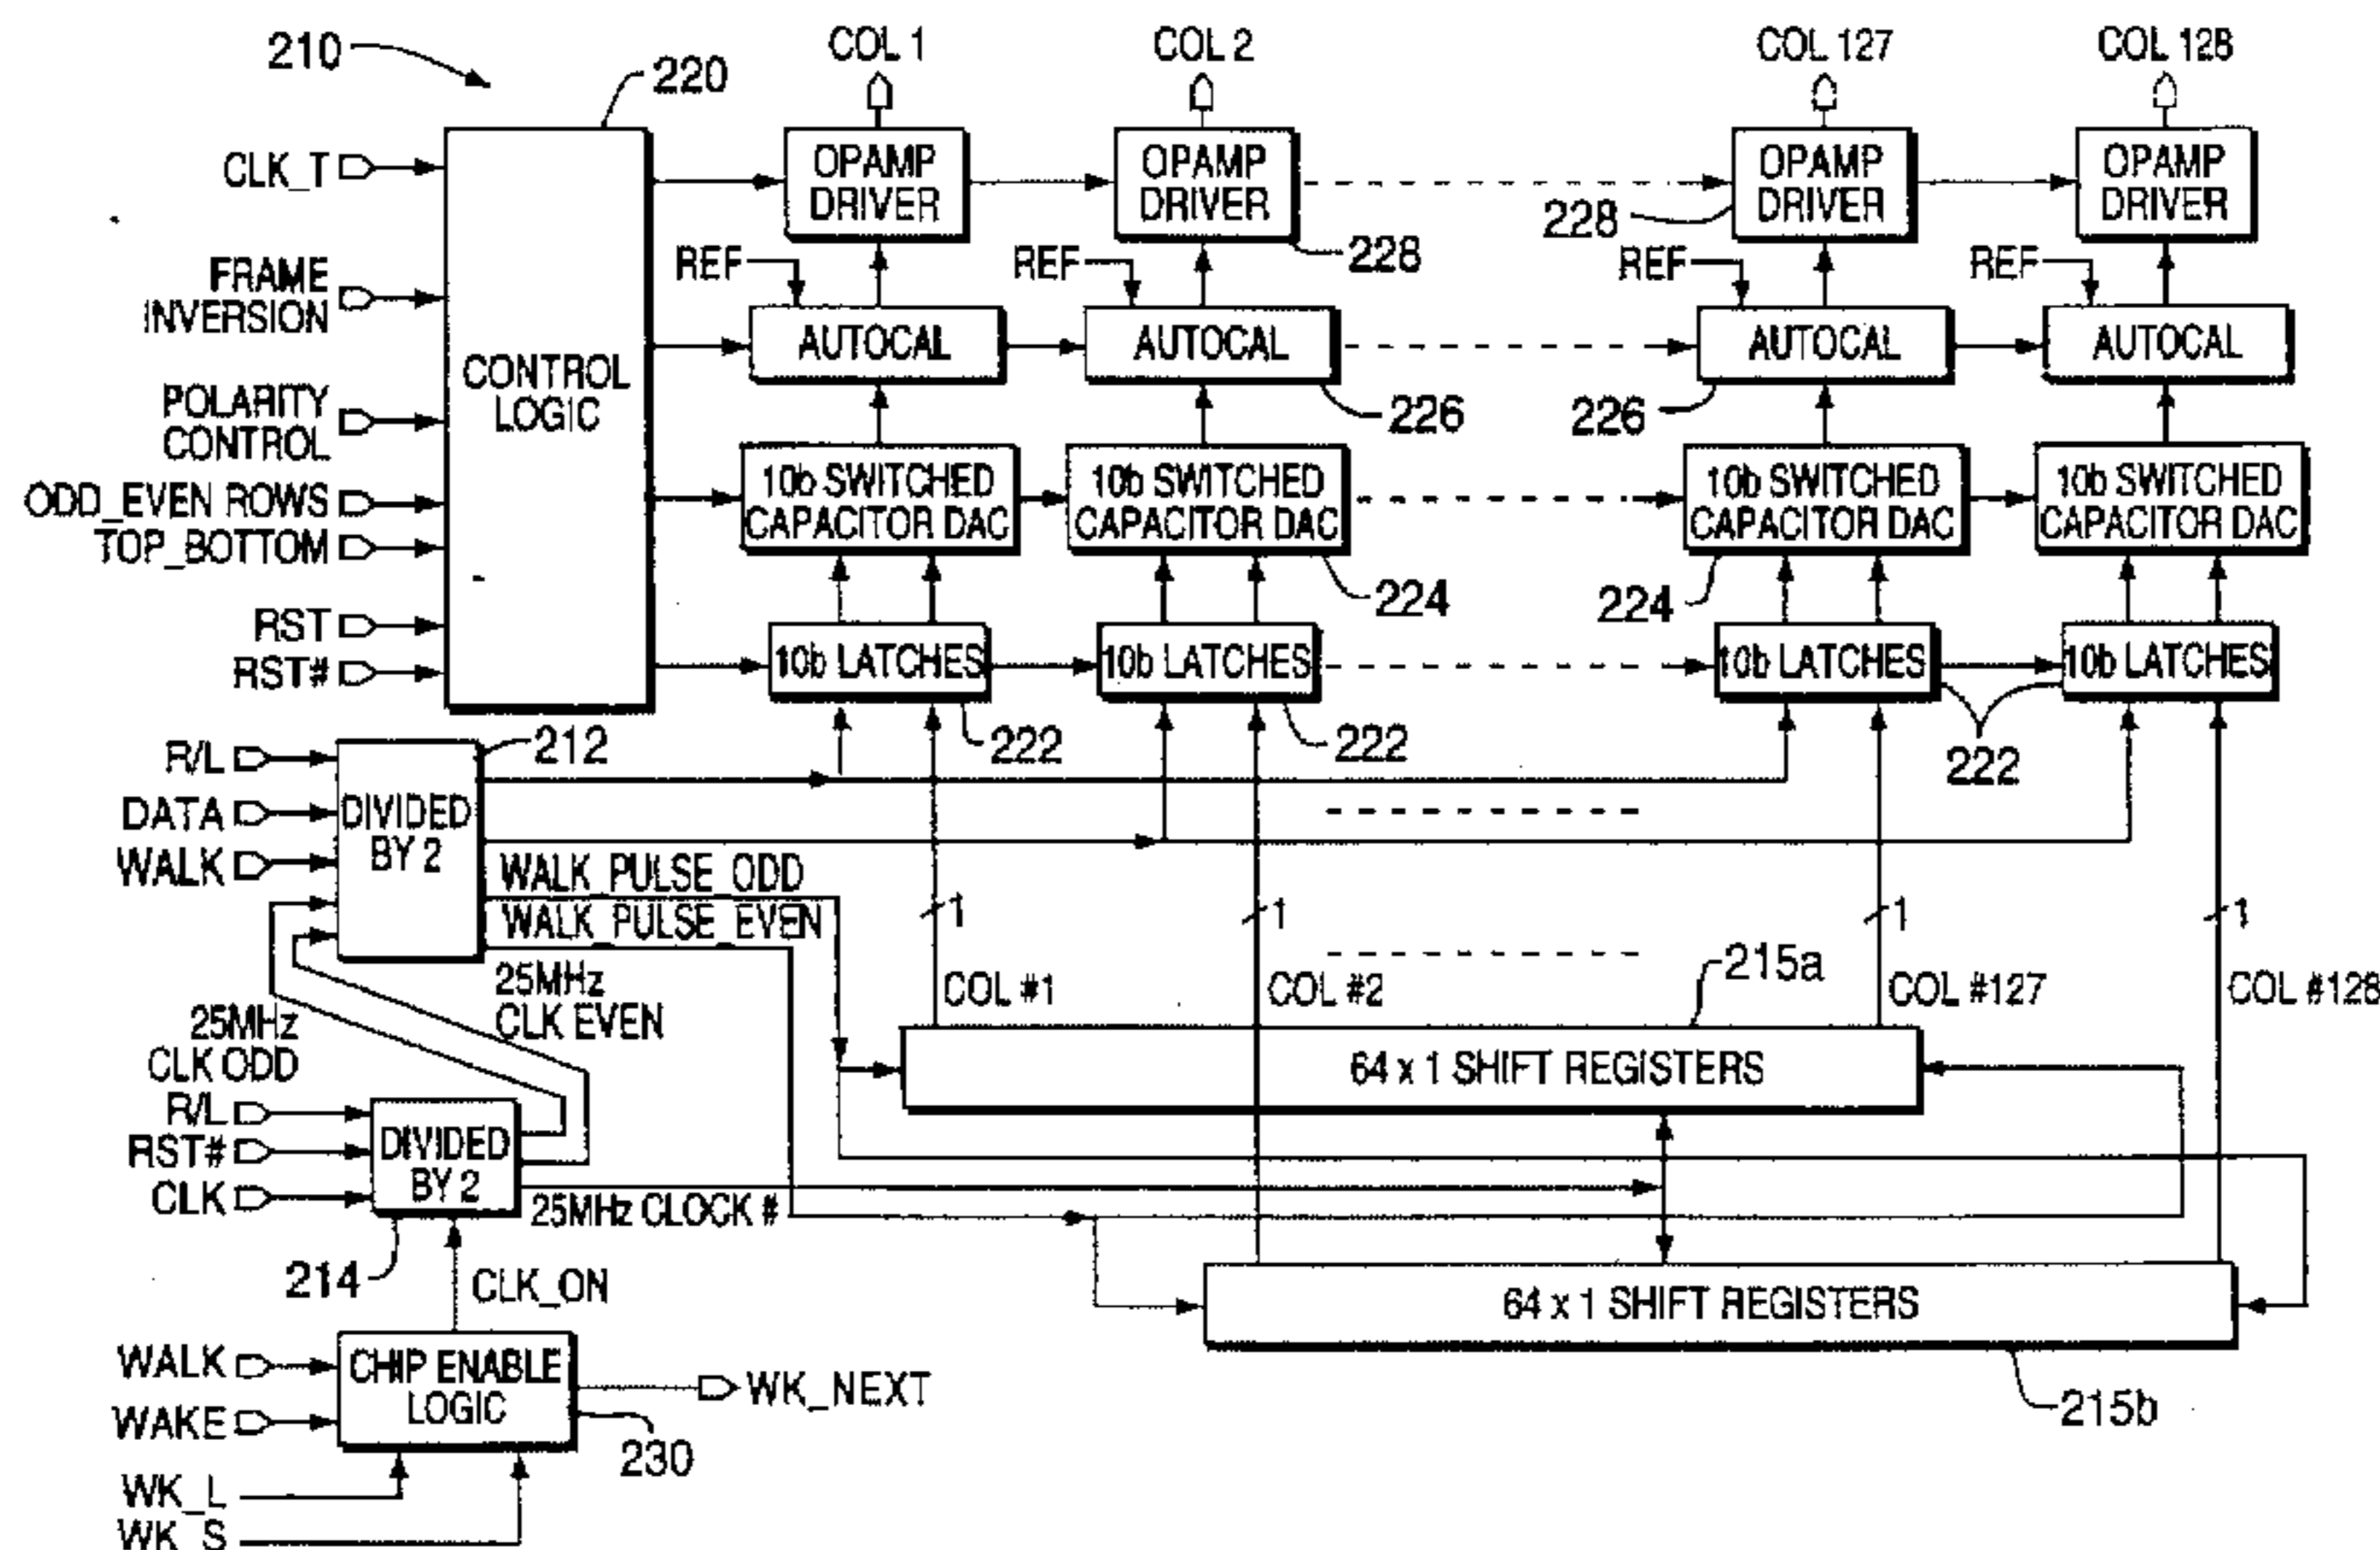 210
220
COL 1
COL 2
COL 127
COL 128
CLK_T
FRAME
INVERSION
POLARITY
CONTROL
ODD_EVEN ROWS
TOP_BOTTOM
RST
RST#
CONTROL
LOGIC
OPAMP
DRIVER
OPAMP
DRIVER
OPAMP
DRIVER
OPAMP
DRIVER
228
228
REF
REF
REF
REF
AUTOCAL
AUTOCAL
AUTOCAL
AUTOCAL
226
226
10b SWITCHED
CAPACITOR DAC
10b SWITCHED
CAPACITOR DAC
10b SWITCHED
CAPACITOR DAC
10b SWITCHED
CAPACITOR DAC
224
224
10b LATCHES
10b LATCHES
10b LATCHES
10b LATCHES
222
222
222
R/L
DATA
WALK
212
DIVIDED
BY 2
WALK_PULSE_ODD
WALK_PULSE_EVEN
1
1
1
1
25MHz
CLK EVEN
25MHz
CLK ODD
COL #1
COL #2
215a
COL #127
COL #128
64 x 1 SHIFT REGISTERS
R/L
RST#
CLK
DIVIDED
BY 2
25MHz CLOCK #
214
CLK_ON
64 x 1 SHIFT REGISTERS
215b
WALK
WAKE
CHIP ENABLE
LOGIC
WK_NEXT
230
WK_L
WK_S